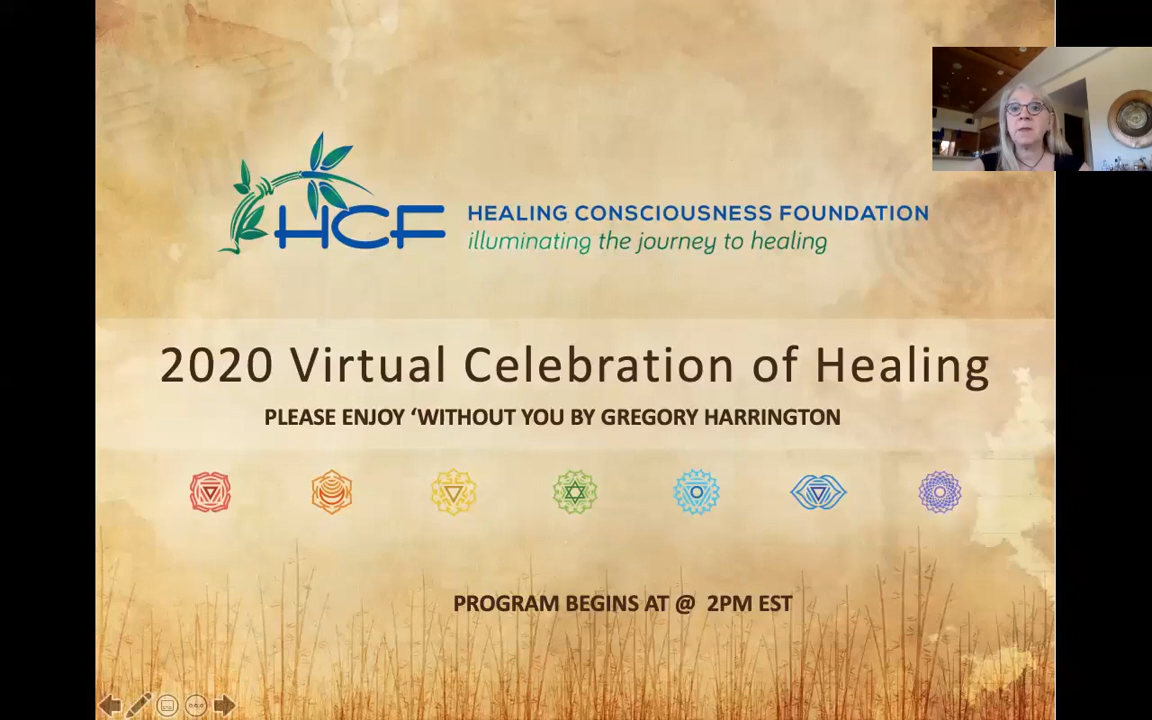 HCF
HEALING CONSCIOUSNESS FOUNDATION
illuminating the journey to healing
2020 Virtual Celebration of Healing
PLEASE ENJOY ‘WITHOUT YOU BY GREGORY HARRINGTON
PROGRAM BEGINS AT @ 2PM EST